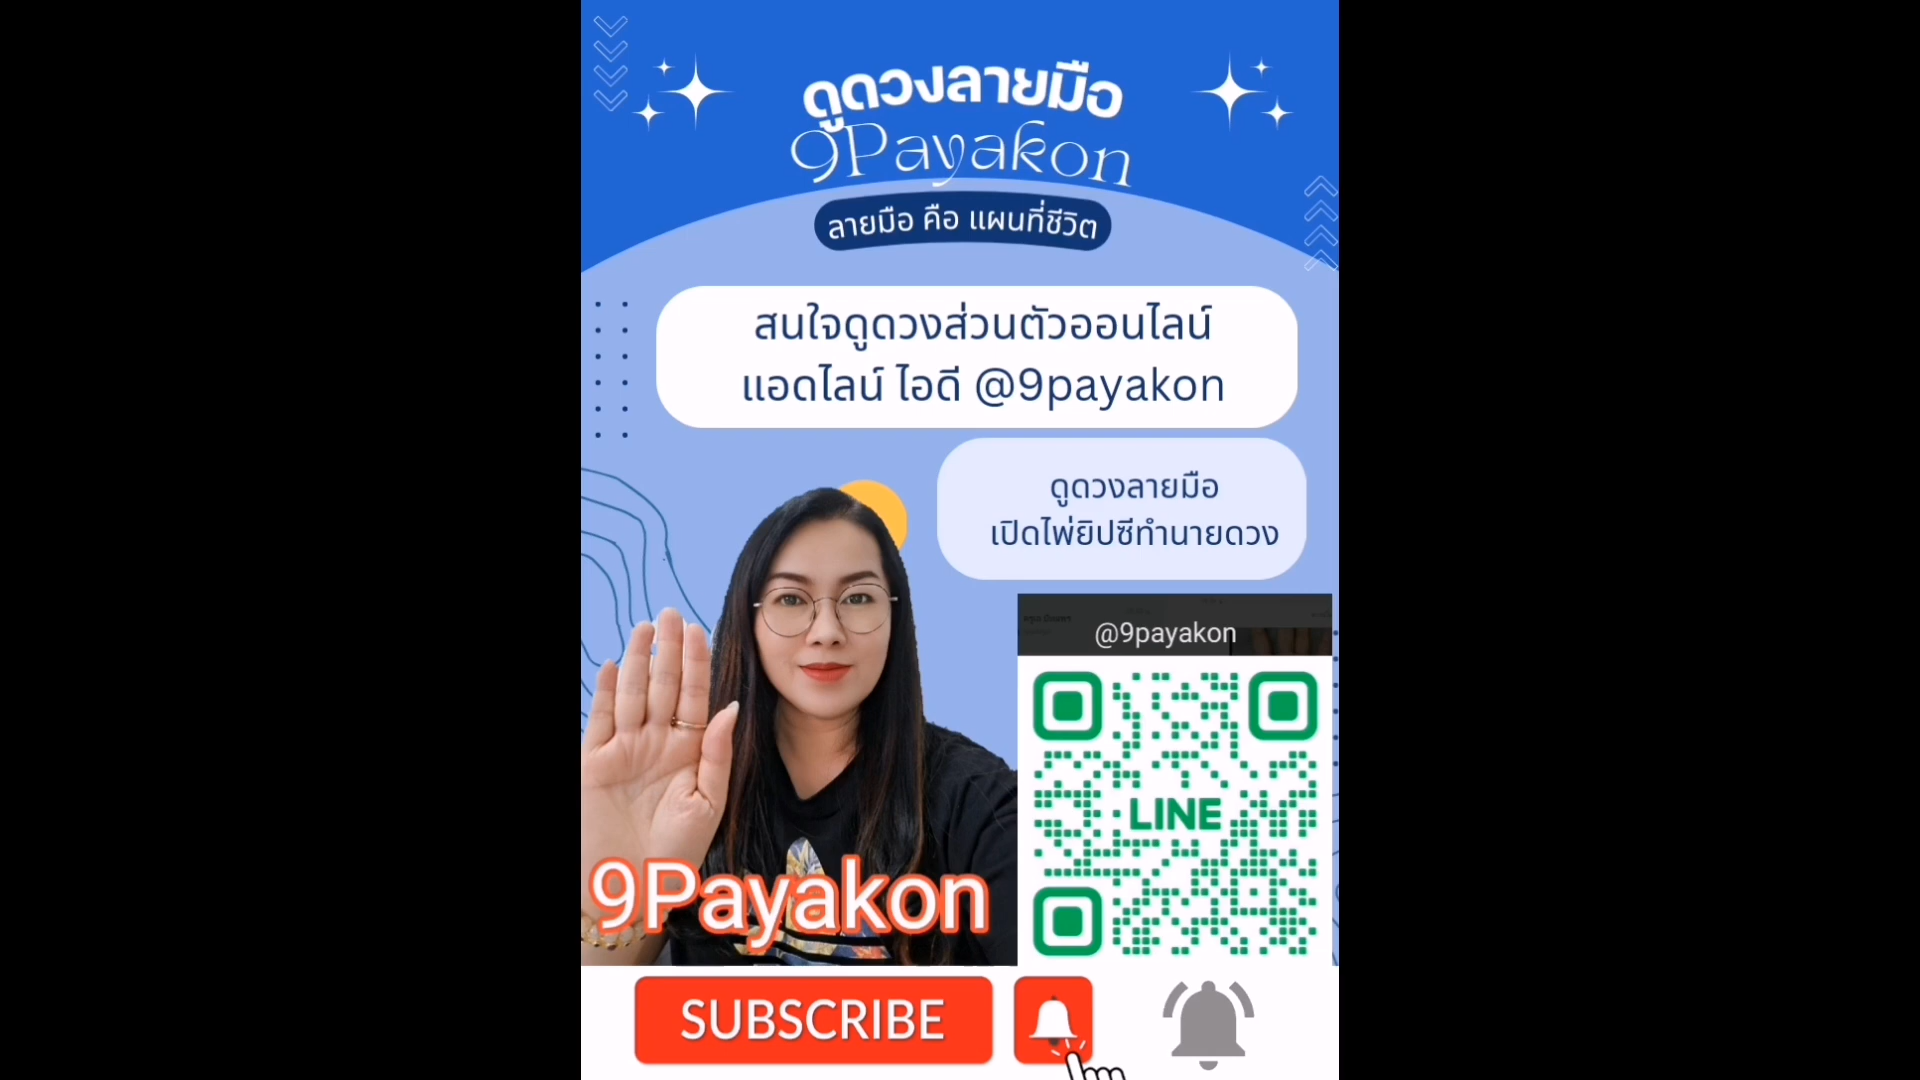 ดูดวงลายมือ
9Payakon
ลายมือ คือ แผนที่ชีวิต
สนใจดูดวงส่วนตัวออนไลน์
แอดไลน์ ไอดี @9payakon
ดูดวงลายมือ
เปิดไพ่ยิปซีทำนายดวง
@9payakon
LINE
9Payakon
SUBSCRIBE